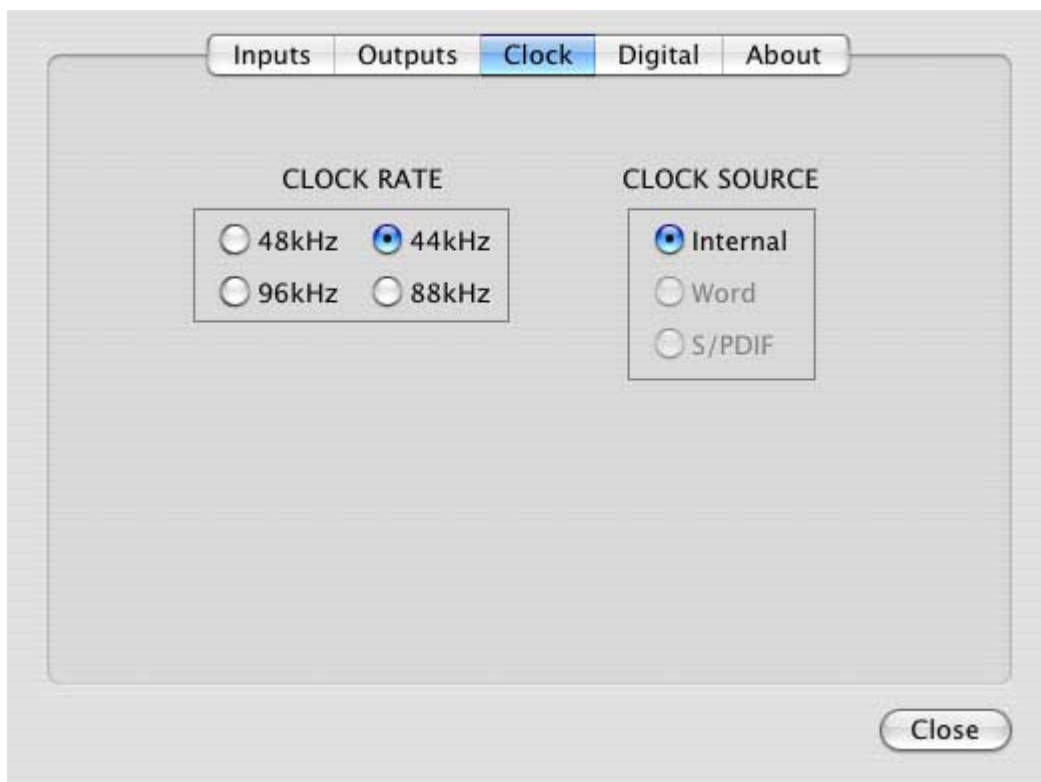 Inputs Outputs Clock Digital About
CLOCK RATE
48kHz 44kHz
96kHz 88kHz
CLOCK SOURCE
Internal
Word
S/PDIF
Close